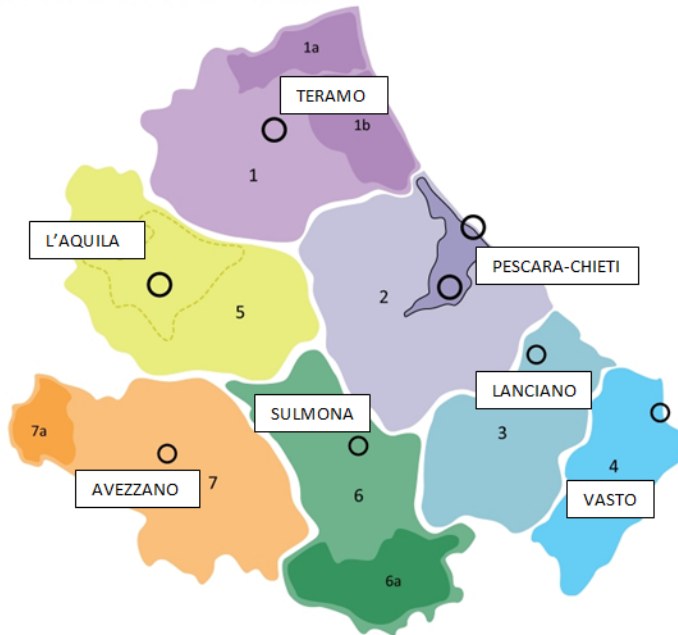 1a
TERAMO
1b
1
L'AQUILA
PESCARA-CHIETI
2
5
LANCIANO
7a
SULMONA
3
4
AVEZZANO
7
6
VASTO
6a